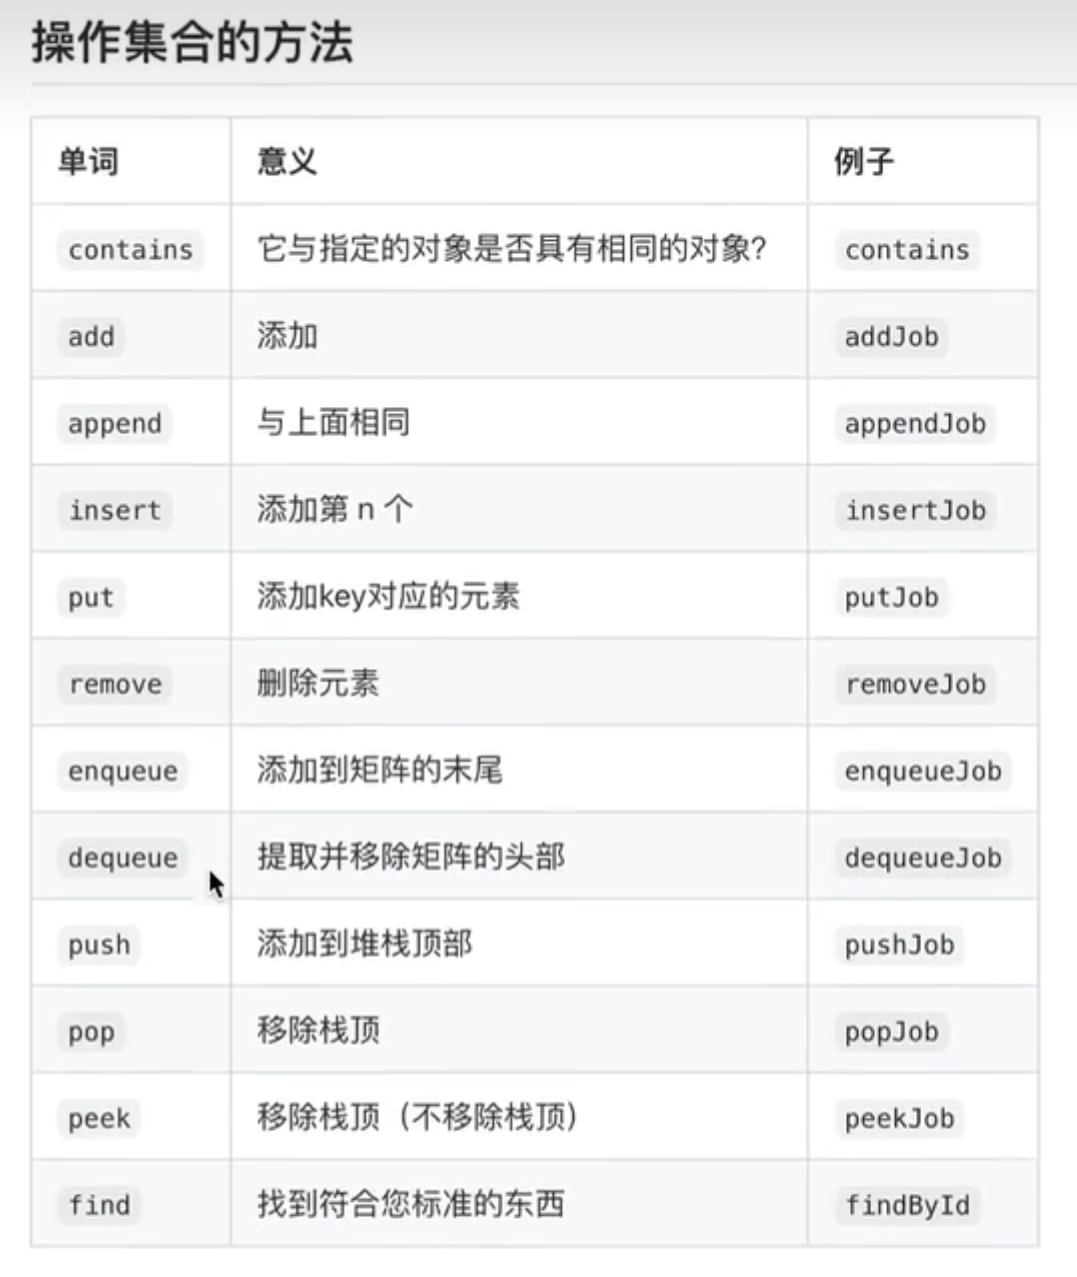 操作集合的方法
单词 意义 例子
contains 它与指定的对象是否具有相同的对象? contains
add 添加 addJob
append 与上面相同 appendJob
insert 添加第 n 个 insertJob
put 添加key对应的元素 putJob
remove 删除元素 removeJob
enqueue 添加到矩阵的末尾 enqueueJob
dequeue 提取并移除矩阵的头部 dequeueJob
push 添加到堆栈顶部 pushJob
pop 移除栈顶 popJob
peek 移除栈顶（不移除栈顶） peekJob
find 找到符合您标准的东西 findById